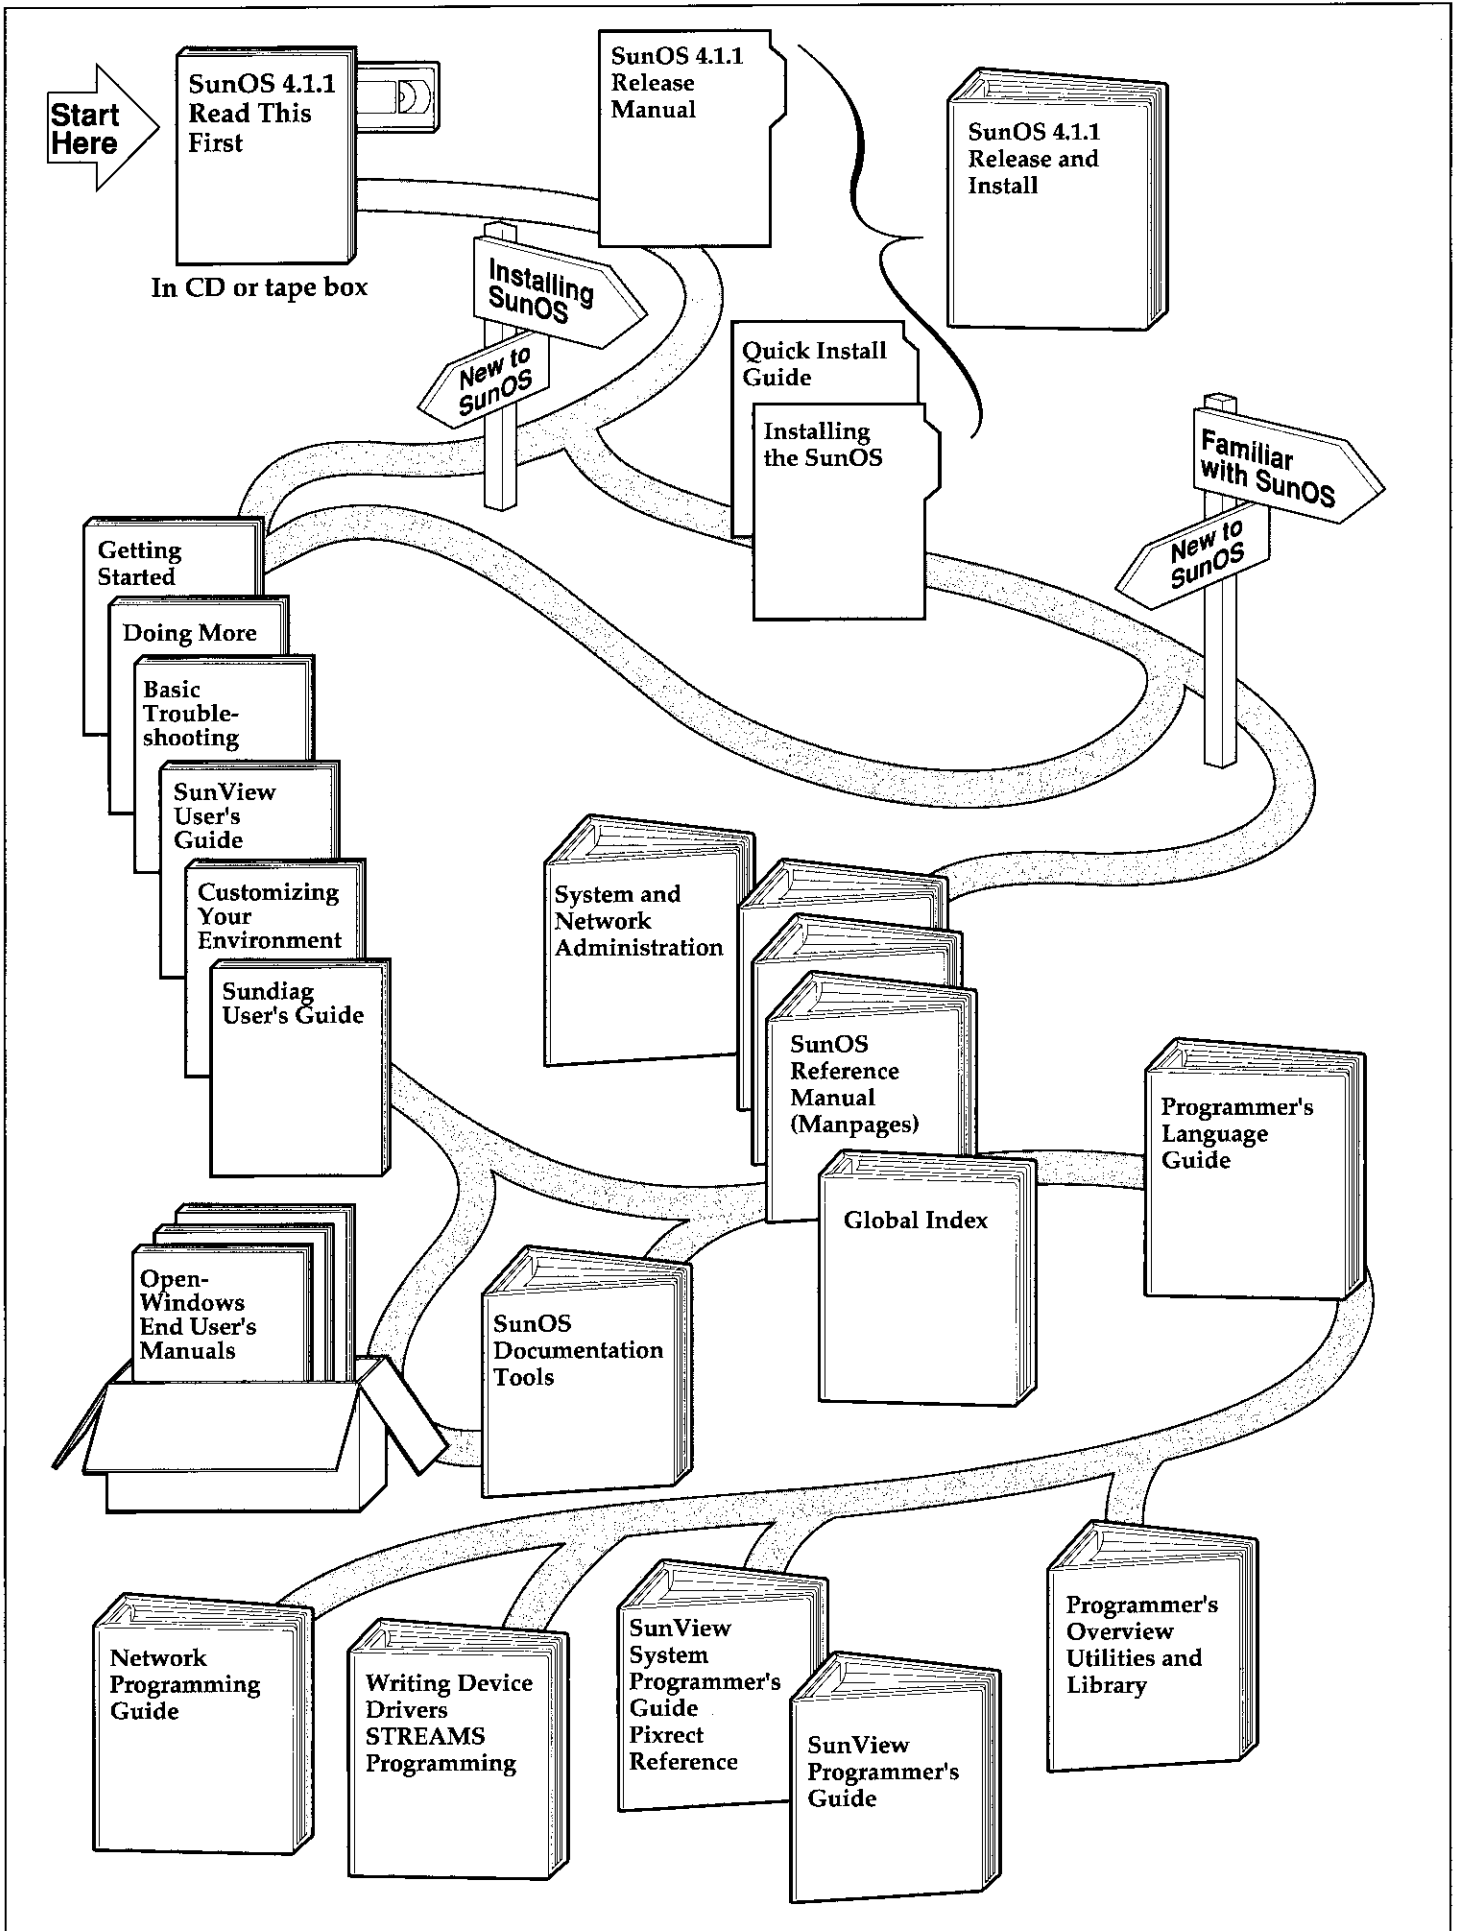 Start
Here
SunOS 4.1.1
Read This
First
In CD or tape box
SunOS 4.1.1
Release
Manual
SunOS 4.1.1
Release and
Install
Installing
SunOS
New to
SunOS
Quick Install
Guide
Installing
the SunOS
Familiar
with SunOS
New to
SunOS
Getting
Started
Doing More
Basic
Trouble-
shooting
SunView
User's
Guide
Customizing
Your
Environment
Sundiag
User's Guide
System and
Network
Administration
SunOS
Reference
Manual
(Manpages)
Global Index
Programmer's
Language
Guide
Open-
Windows
End User's
Manuals
SunOS
Documentation
Tools
Network
Programming
Guide
Writing Device
Drivers
STREAMS
Programming
SunView
System
Programmer's
Guide
Pixrect
Reference
SunView
Programmer's
Guide
Programmer's
Overview
Utilities and
Library